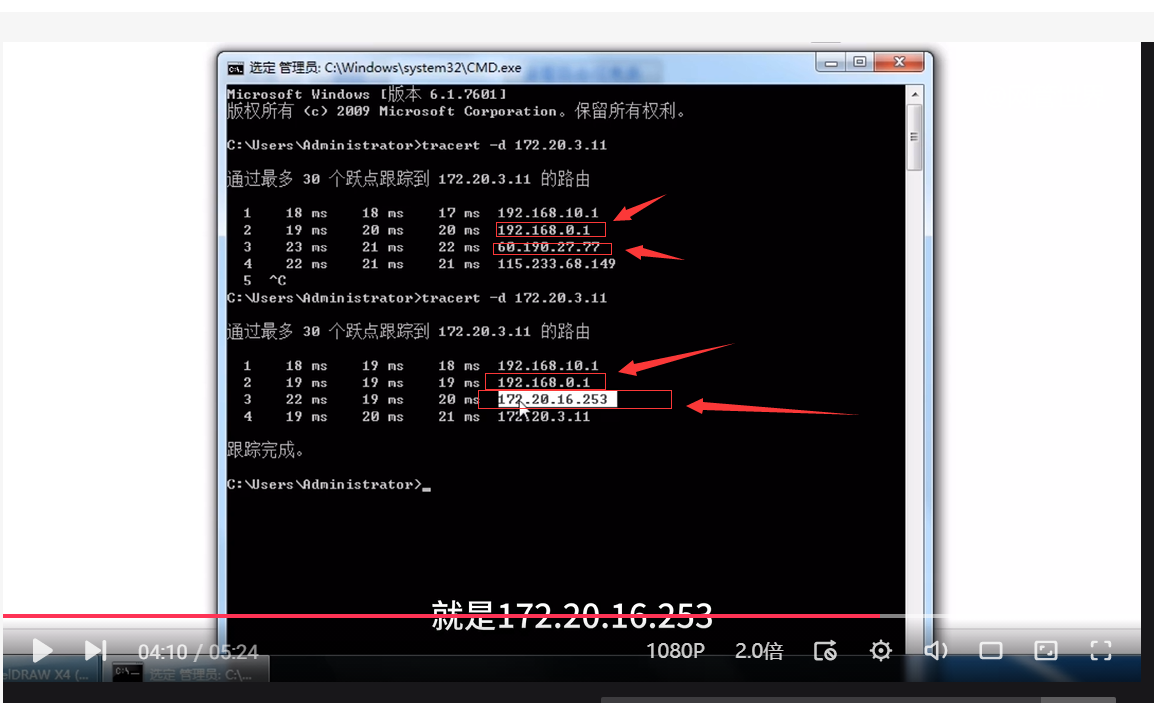 选定 管理员: C:\Windows\system32\CMD.exe
Microsoft Windows [版本 6.1.7601]
版权所有 (c) 2009 Microsoft Corporation。保留所有权利。
C:\Users\Administrator>tracert -d 172.20.3.11
通过最多 30 个跃点跟踪到 172.20.3.11 的路由
1 18 ms 18 ms 17 ms 192.168.10.1
2 19 ms 20 ms 20 ms 192.168.0.1
3 23 ms 21 ms 22 ms 60.190.27.77
4 22 ms 21 ms 21 ms 115.233.68.149
5 ^C
C:\Users\Administrator>tracert -d 172.20.3.11
通过最多 30 个跃点跟踪到 172.20.3.11 的路由
1 18 ms 19 ms 18 ms 192.168.10.1
2 19 ms 19 ms 19 ms 192.168.0.1
3 22 ms 19 ms 20 ms 172.20.16.253
4 19 ms 20 ms 21 ms 172.20.3.11
跟踪完成。
C:\Users\Administrator>_
就是172.20.16.253
04:10 / 05:24
1080P
2.0倍
elDRAW X4 (...
选定 管理员: C:\...